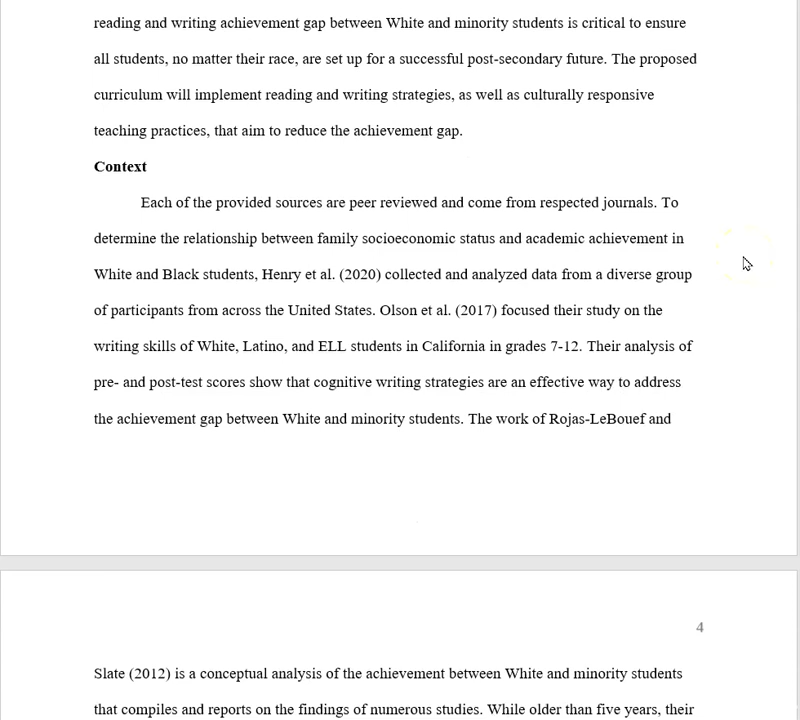 reading and writing achievement gap between White and minority students is critical to ensure
all students, no matter their race, are set up for a successful post-secondary future. The proposed
curriculum will implement reading and writing strategies, as well as culturally responsive
teaching practices, that aim to reduce the achievement gap.
Context
Each of the provided sources are peer reviewed and come from respected journals. To
determine the relationship between family socioeconomic status and academic achievement in
White and Black students, Henry et al. (2020) collected and analyzed data from a diverse group
of participants from across the United States. Olson et al. (2017) focused their study on the
writing skills of White, Latino, and ELL students in California in grades 7-12. Their analysis of
pre- and post-test scores show that cognitive writing strategies are an effective way to address
the achievement gap between White and minority students. The work of Rojas-LeBouef and
4
Slate (2012) is a conceptual analysis of the achievement between White and minority students
that compiles and reports on the findings of numerous studies. While older than five years, their